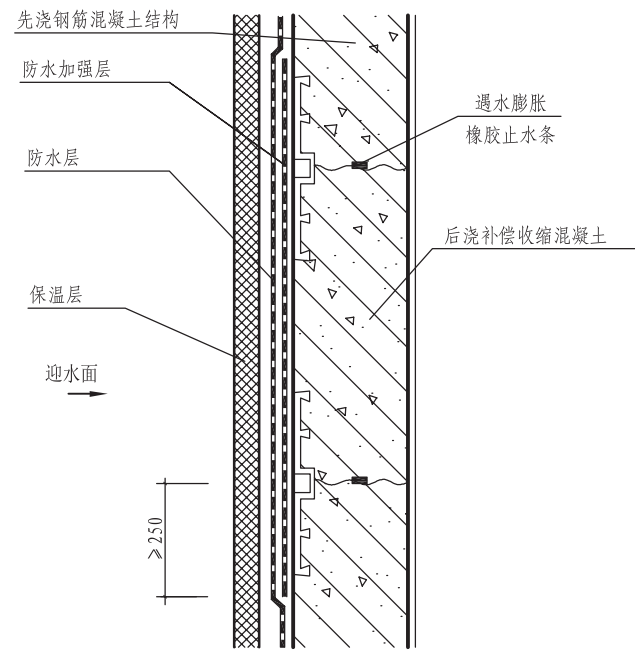 先浇钢筋混凝土结构
防水加强层
遇水膨胀
橡胶止水条
防水层
后浇补偿收缩混凝土
保温层
迎水面
≥250